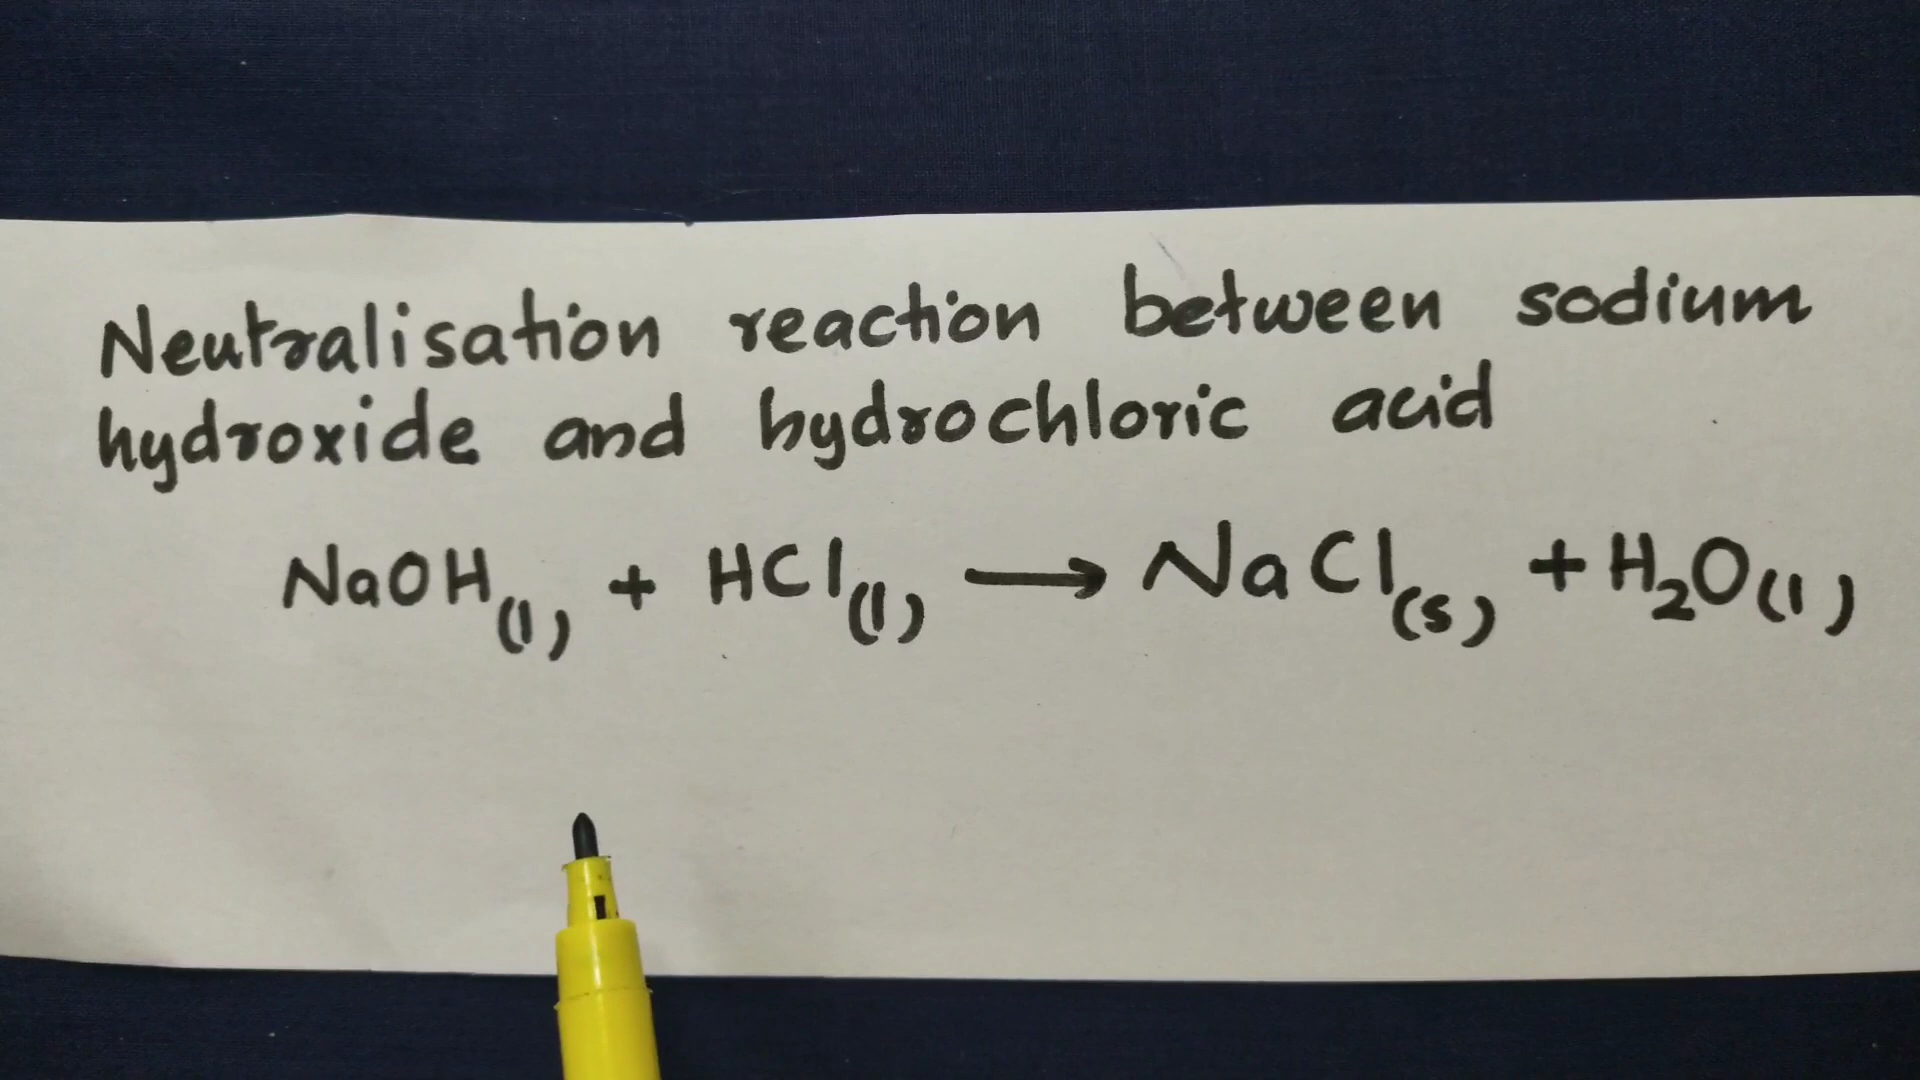 Neutralisation reaction between sodium
hydroxide and hydrochloric acid
NaOH(l) + HCl(l) → NaCl(s) + H₂O(l)